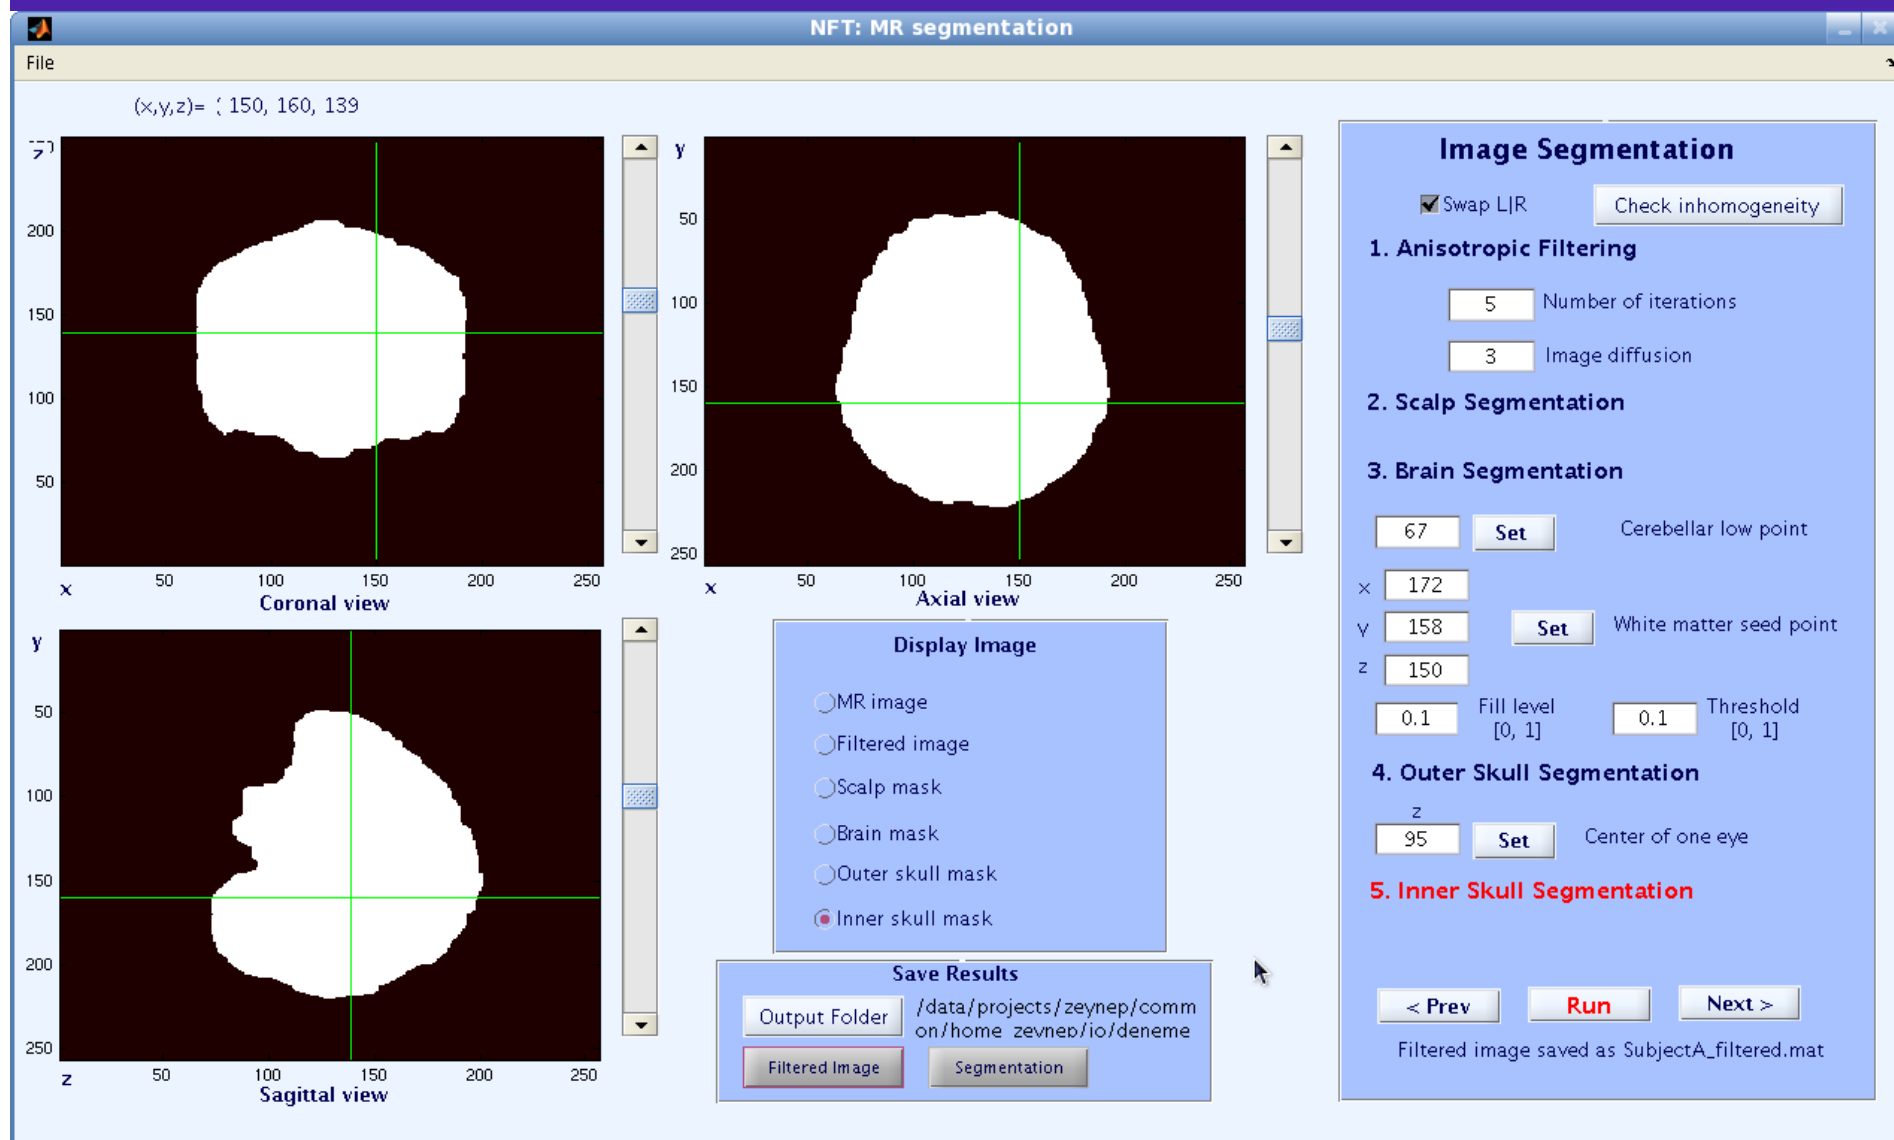 NFT: MR segmentation
File
(x,y,z)= ( 150, 160, 139
z
200
150
100
50
x
50 100 150 200 250
Coronal view
y
50
100
150
200
250
x
50 100 150 200 250
Axial view
y
50
100
150
200
250
z
50 100 150 200 250
Sagittal view
Display Image
MR image
Filtered image
Scalp mask
Brain mask
Outer skull mask
Inner skull mask
Save Results
Output Folder
/data/projects/zeynep/comm
on/home_zeynep/io/deneme
Filtered Image
Segmentation
Image Segmentation
Swap L|R
Check inhomogeneity
1. Anisotropic Filtering
5 Number of iterations
3 Image diffusion
2. Scalp Segmentation
3. Brain Segmentation
67 Set Cerebellar low point
x 172
y 158 Set White matter seed point
z 150
0.1 Fill level
[0, 1]
0.1 Threshold
[0, 1]
4. Outer Skull Segmentation
z
95 Set Center of one eye
5. Inner Skull Segmentation
< Prev Run Next >
Filtered image saved as SubjectA_filtered.mat